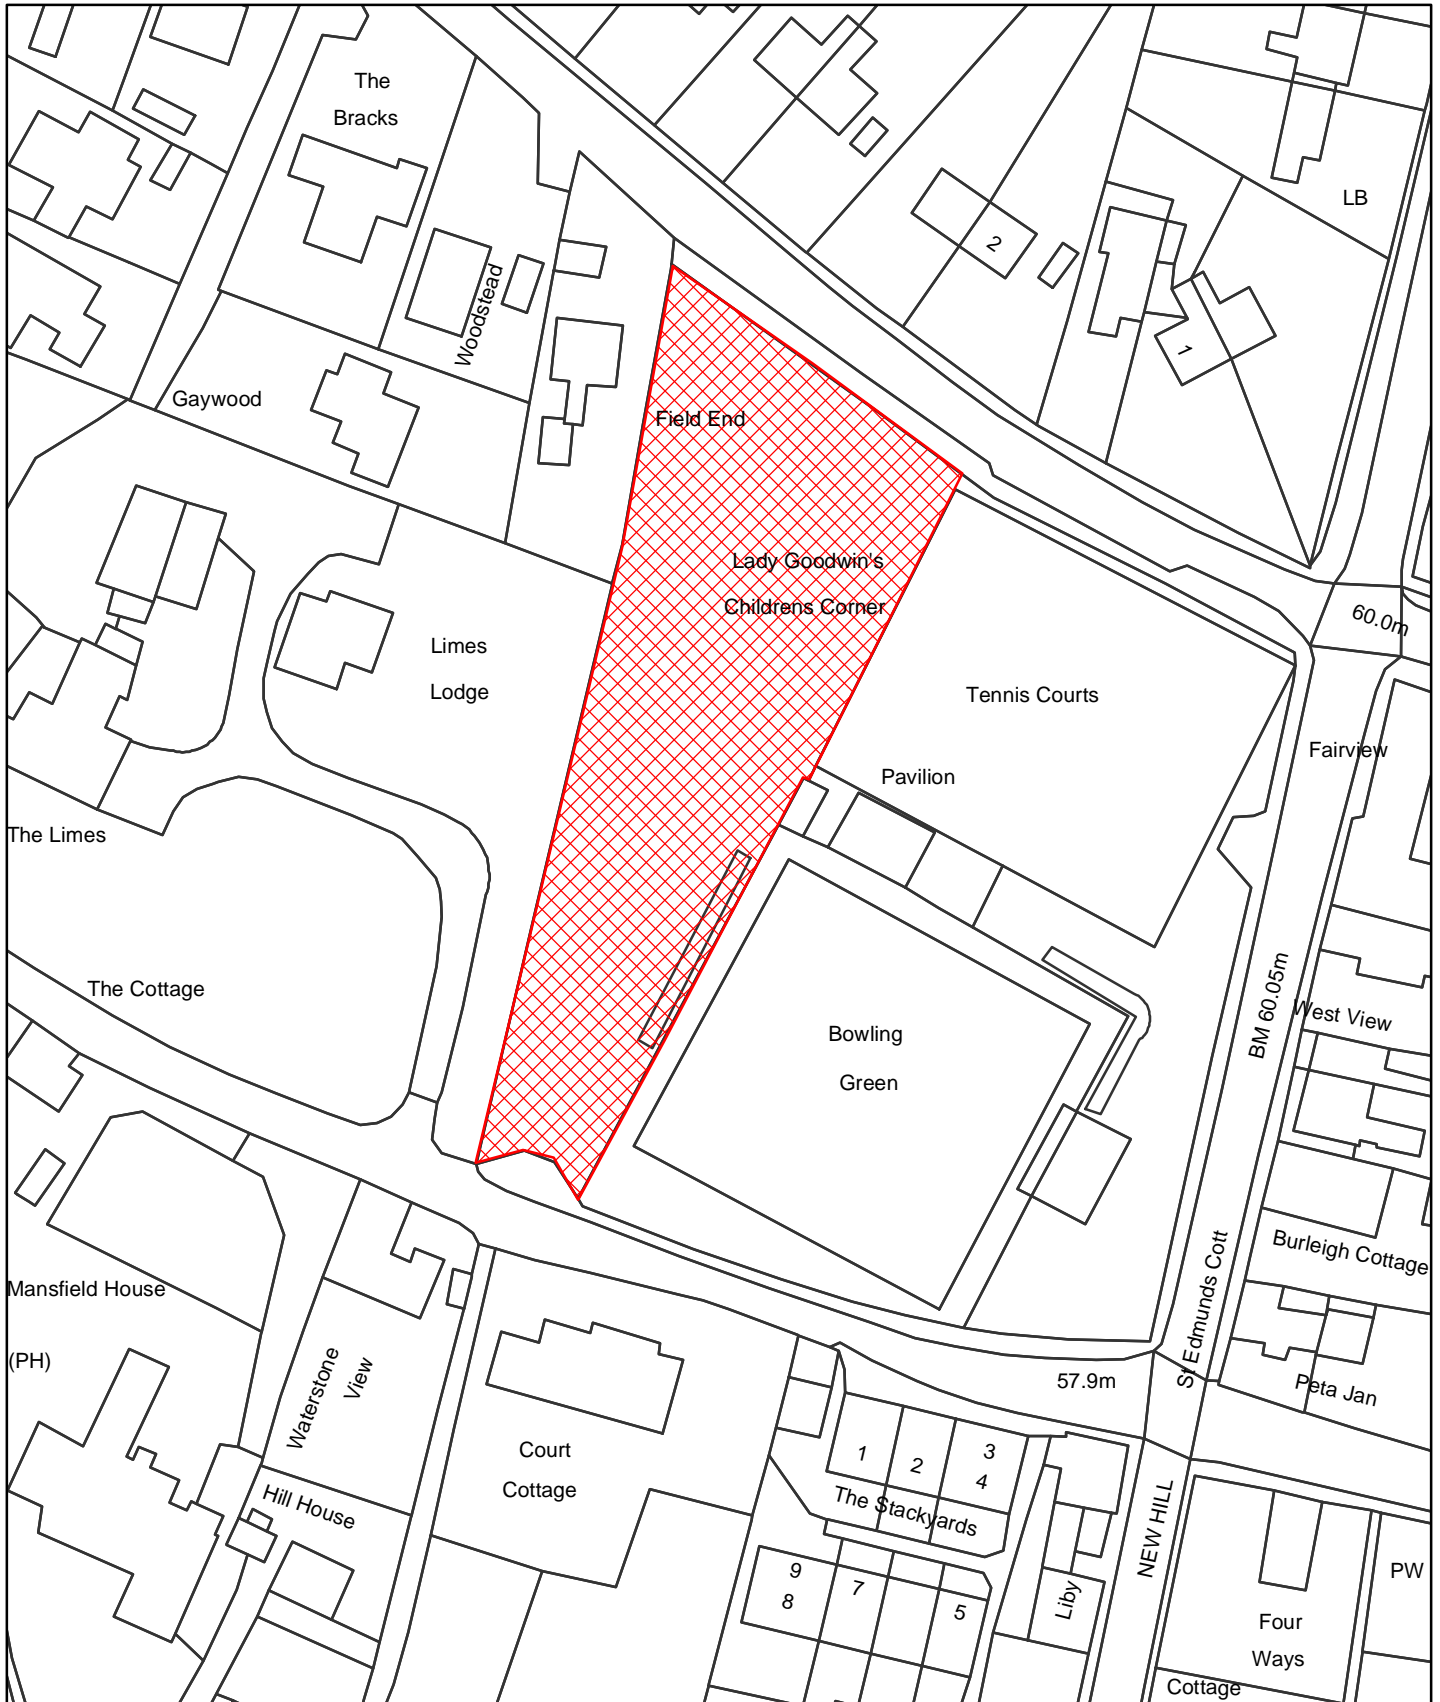 The
Bracks
LB
2
Woodstead
1
Gaywood
Field End
Lady Goodwin's
Childrens Corner
60.0m
Limes
Lodge
Tennis Courts
Fairview
Pavilion
The Limes
The Cottage
BM 60.05m
West View
Bowling
Green
Burleigh Cottage
Mansfield House
(PH)
St Edmunds Cott
Waterstone
View
57.9m
Peta Jan
Court
Cottage
1
2
3
4
The Stackyards
Hill House
NEW HILL
9
8
7
5
Liby
PW
Four
Ways
Cottage